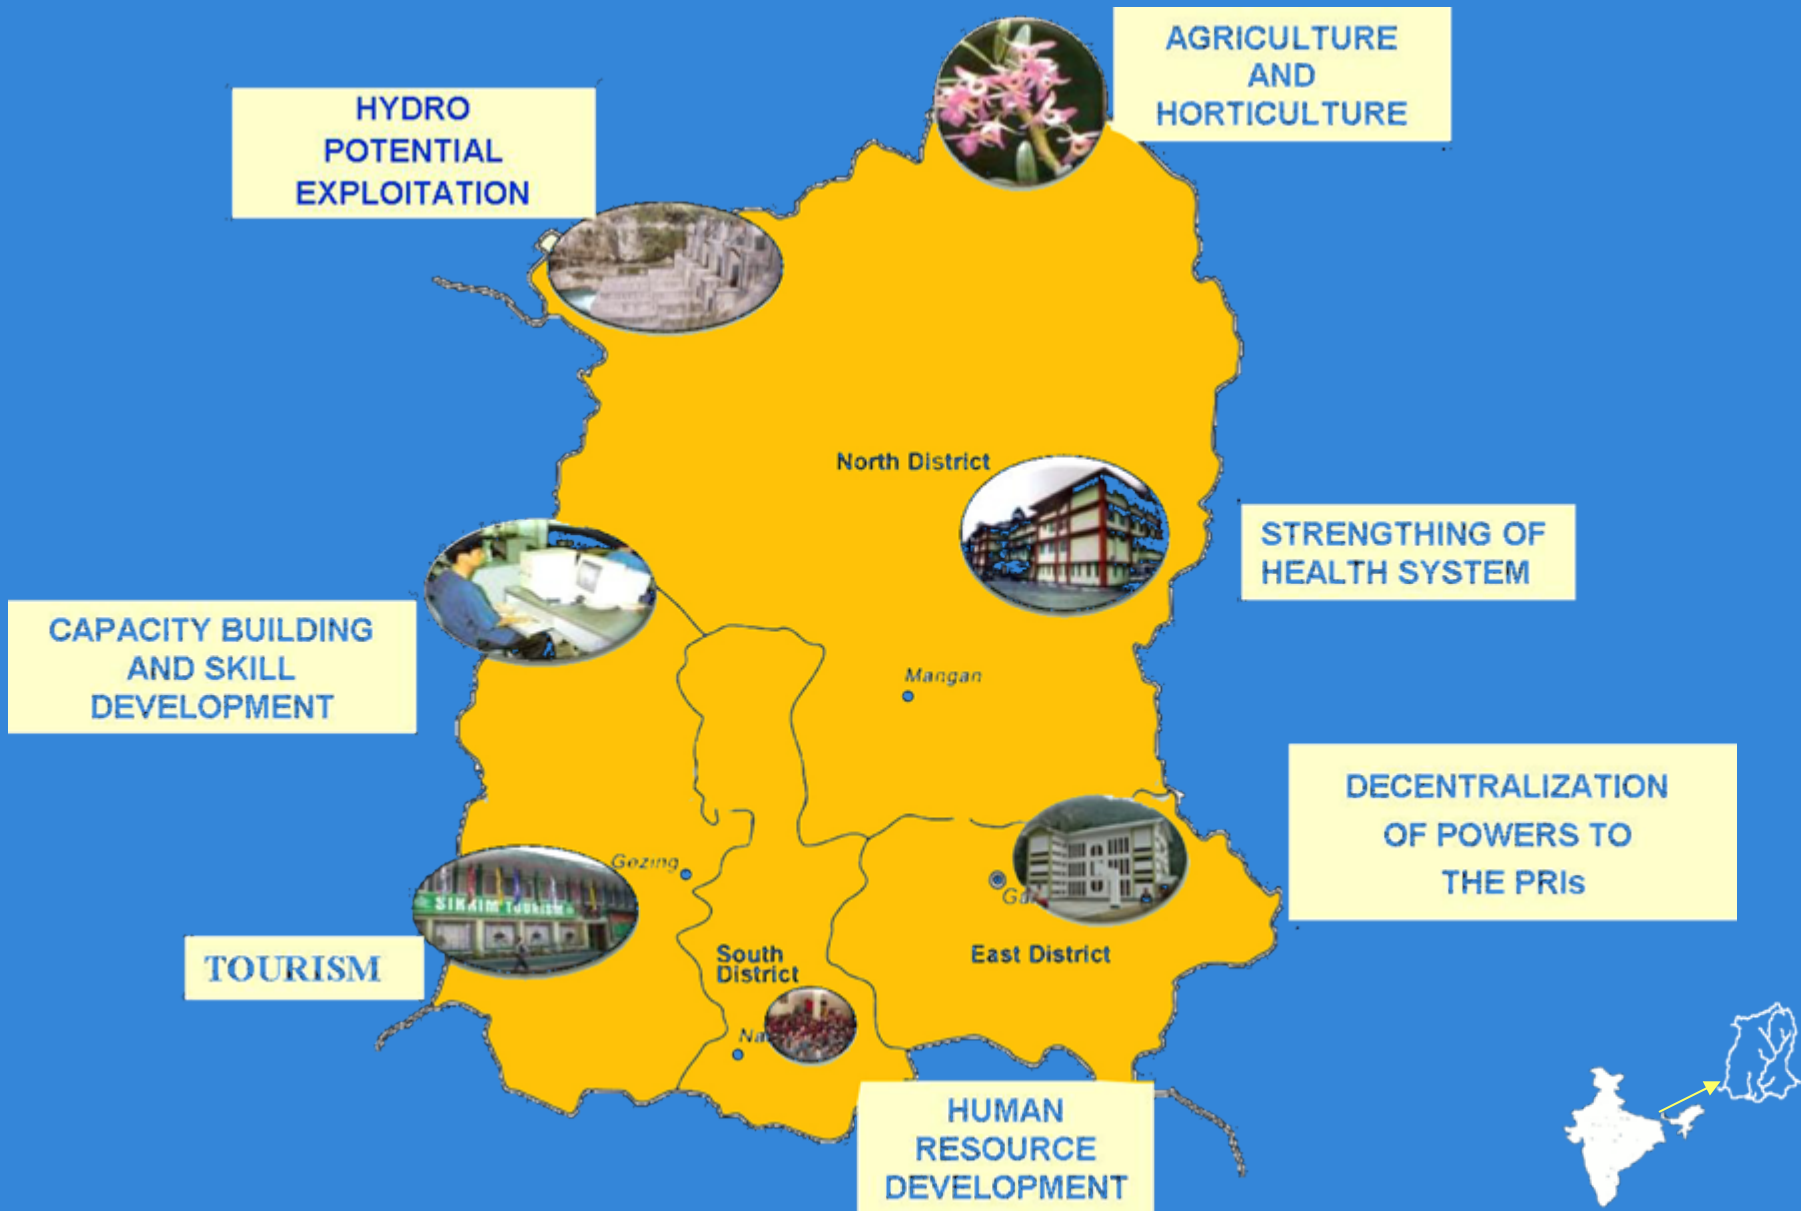 AGRICULTURE
AND
HORTICULTURE
HYDRO
POTENTIAL
EXPLOITATION
North District
STRENGTHING OF
HEALTH SYSTEM
CAPACITY BUILDING
AND SKILL
DEVELOPMENT
Mangan
DECENTRALIZATION
OF POWERS TO
THE PRIs
Gezing
SIKKIM TOURISM
TOURISM
South
District
East District
HUMAN
RESOURCE
DEVELOPMENT